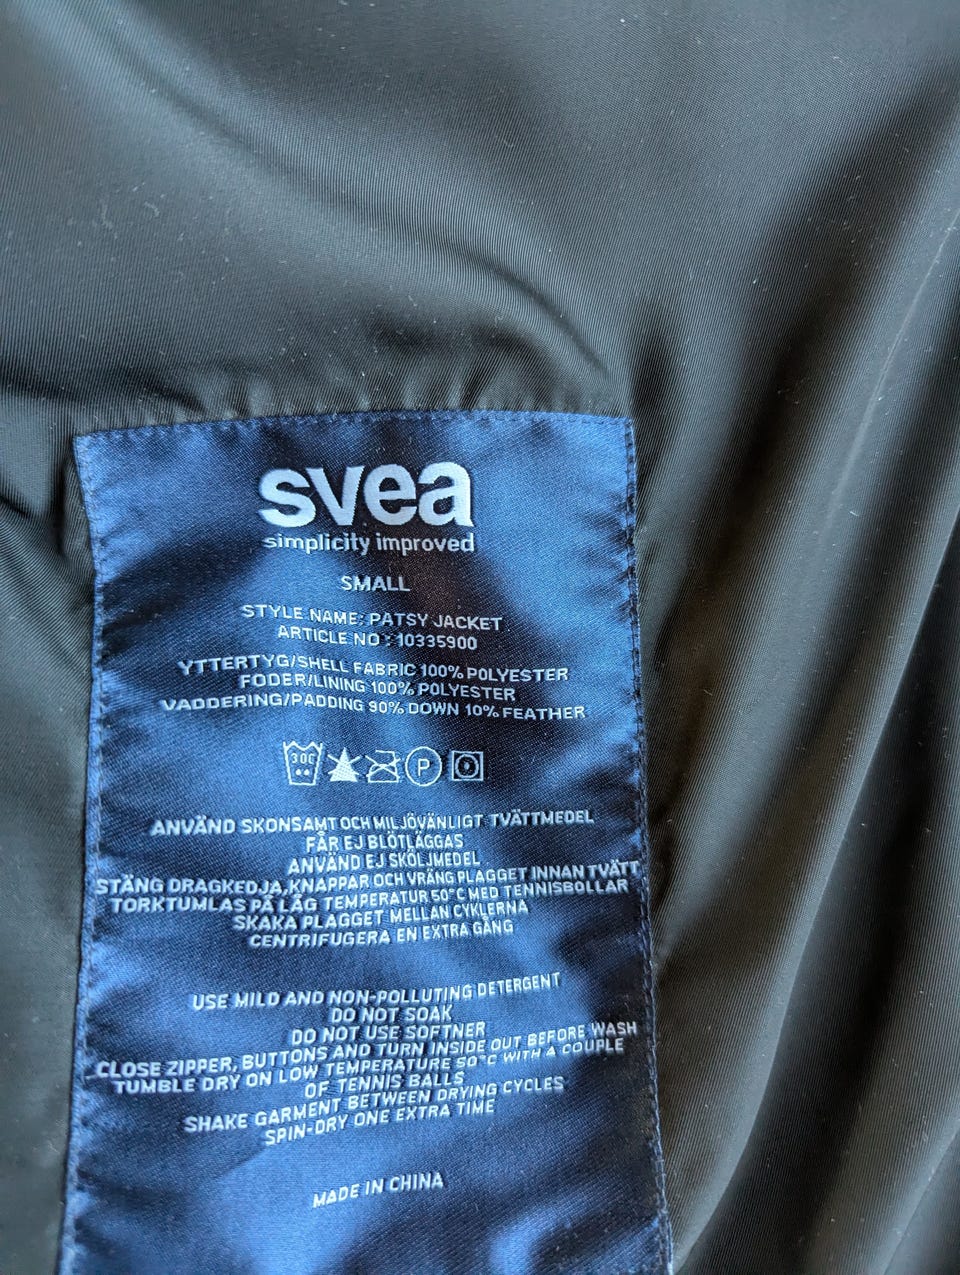 svea
simplicity improved
SMALL
STYLE NAME: PATSY JACKET
ARTICLE NO : 10335900
YTTERTYG/SHELL FABRIC 100% POLYESTER
FODER/LINING 100% POLYESTER
VADDERING/PADDING 90% DOWN 10% FEATHER
30C P
ANVÄND SKONSAMT OCH MILJÖVÄNLIGT TVÄTTMEDEL
FÅR EJ BLÖTLÄGGAS
ANVÄND EJ SKÖLJMEDEL
STÄNG DRAGKEDJA,KNAPPAR OCH VRÄNG PLAGGET INNAN TVÄTT
TORKTUMLAS PÅ LÅG TEMPERATUR 50°C MED TENNISBOLLAR
SKAKA PLAGGET MELLAN CYKLERNA
CENTRIFUGERA EN EXTRA GÅNG
USE MILD AND NON-POLLUTING DETERGENT
DO NOT SOAK
DO NOT USE SOFTNER
CLOSE ZIPPER, BUTTONS AND TURN INSIDE OUT BEFORE WASH
TUMBLE DRY ON LOW TEMPERATURE 50°C WITH A COUPLE
OF TENNIS BALLS
SHAKE GARMENT BETWEEN DRYING CYCLES
SPIN-DRY ONE EXTRA TIME
MADE IN CHINA